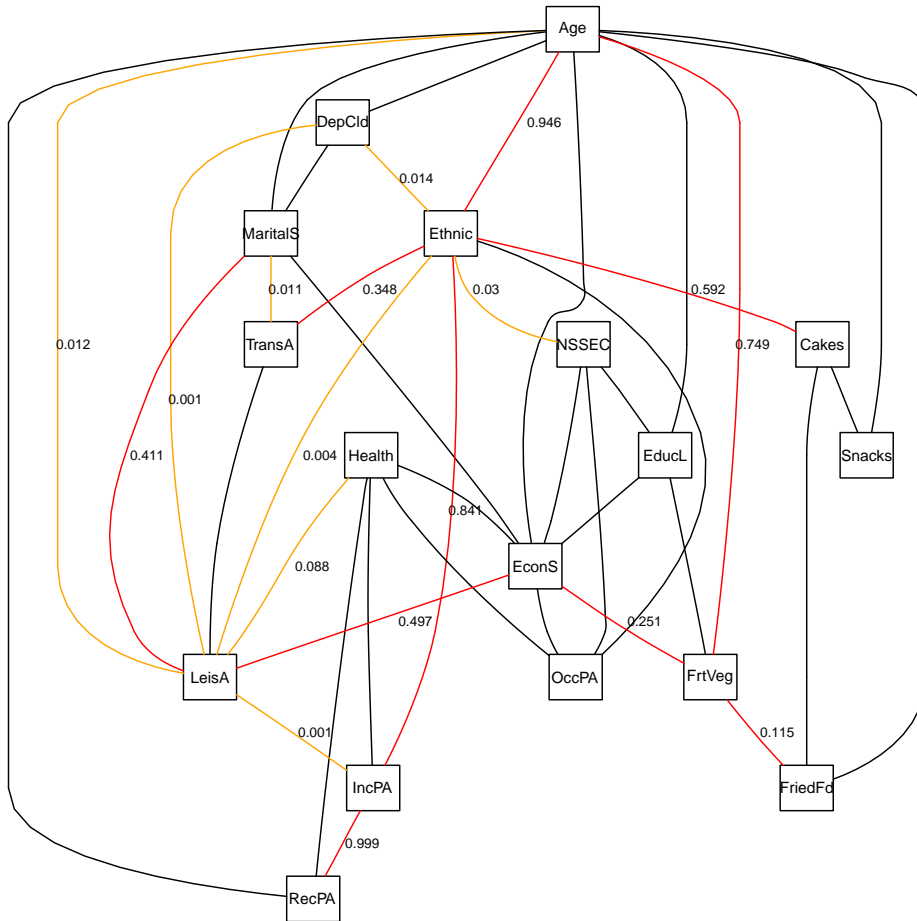 Age
DepCld
0.946
0.014
MaritalS
Ethnic
0.011
0.348
0.03
0.592
0.012
TransA
NSSEC
0.749
Cakes
0.001
0.411
Health
0.004
EducL
Snacks
0.841
0.088
EconS
0.497
0.251
LeisA
OccPA
FrtVeg
0.001
0.115
IncPA
FriedFd
0.999
RecPA